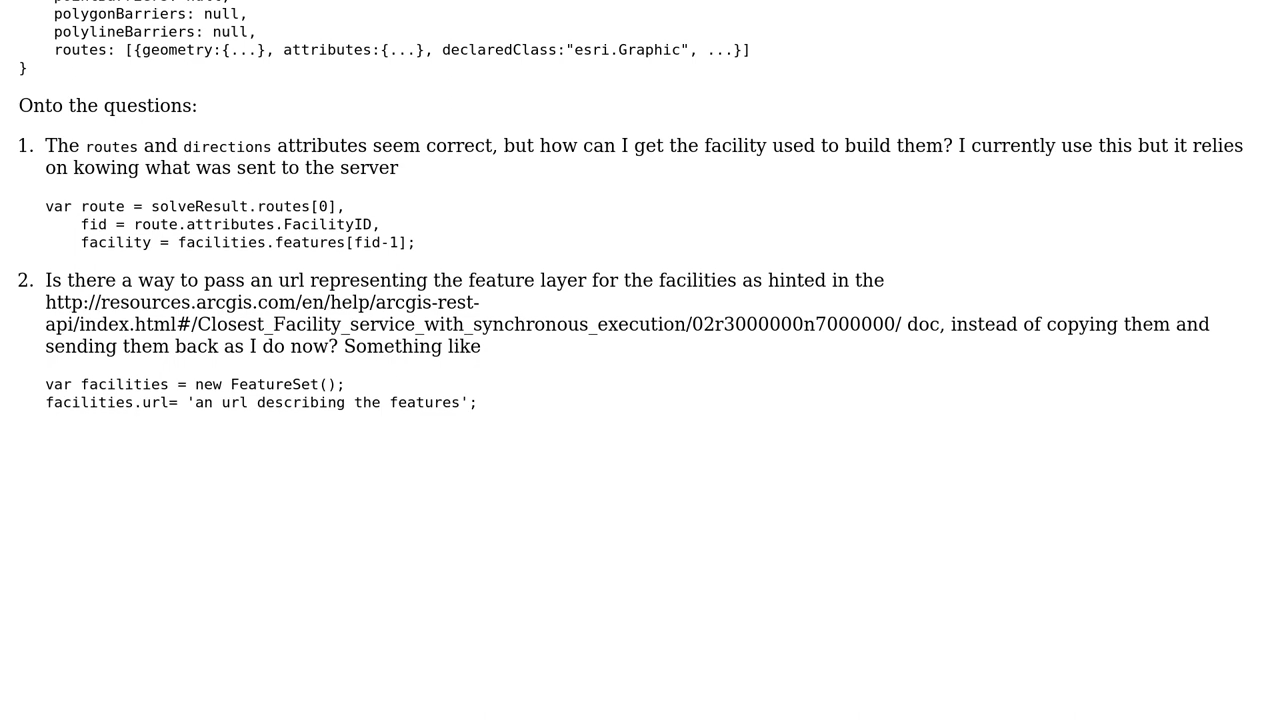 polygonBarriers: null,
polylineBarriers: null,
routes: [{geometry:{...}, attributes:{...}, declaredClass:"esri.Graphic", ...}]
}
Onto the questions:
1. The routes and directions attributes seem correct, but how can I get the facility used to build them? I currently use this but it relies
on kowing what was sent to the server
var route = solveResult.routes[0],
fid = route.attributes.FacilityID,
facility = facilities.features[fid-1];
2. Is there a way to pass an url representing the feature layer for the facilities as hinted in the
http://resources.arcgis.com/en/help/arcgis-rest-
api/index.html#/Closest_Facility_service_with_synchronous_execution/02r3000000n7000000/ doc, instead of copying them and
sending them back as I do now? Something like
var facilities = new FeatureSet();
facilities.url= 'an url describing the features';